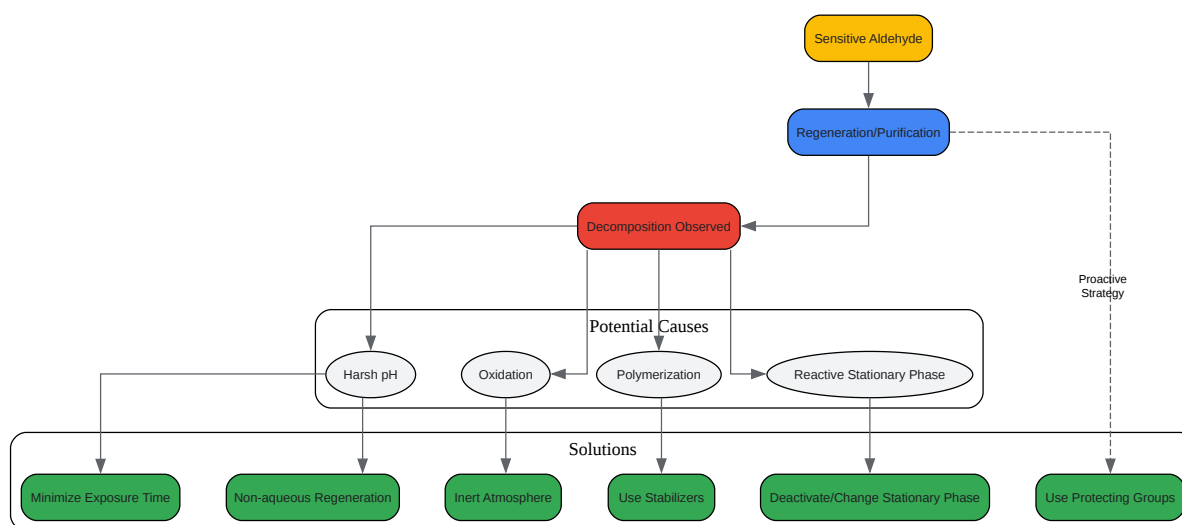 Sensitive Aldehyde
Regeneration/Purification
Decomposition Observed
Proactive
Strategy
Potential Causes
Harsh pH
Oxidation
Polymerization
Reactive Stationary Phase
Solutions
Minimize Exposure Time
Non-aqueous Regeneration
Inert Atmosphere
Use Stabilizers
Deactivate/Change Stationary Phase
Use Protecting Groups